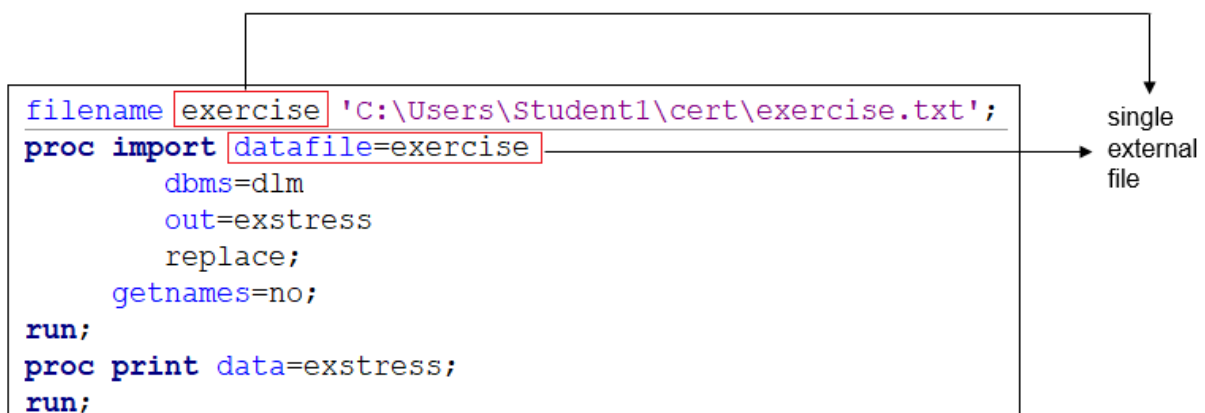 filename exercise 'C:\Users\Student1\cert\exercise.txt';
proc import datafile=exercise
dbms=dlm
out=exstress
replace;
getnames=no;
run;
proc print data=exstress;
run;
single
external
file